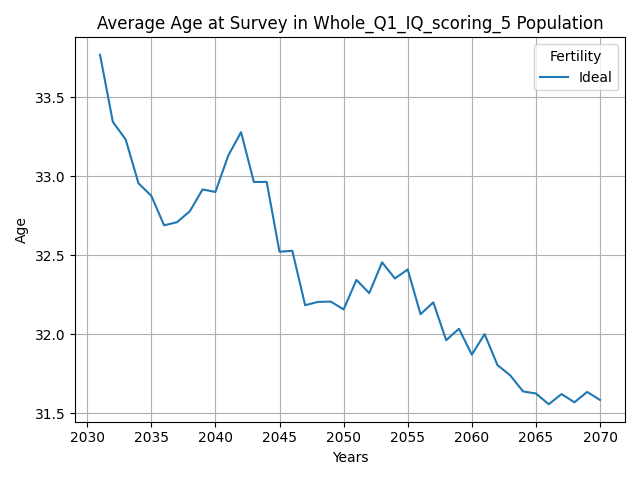 Average Age at Survey in Whole_Q1_IQ_scoring_5 Population
Fertility
Ideal
33.5
33.0
32.5
32.0
31.5
Age
2030 2035 2040 2045 2050 2055 2060 2065 2070
Years